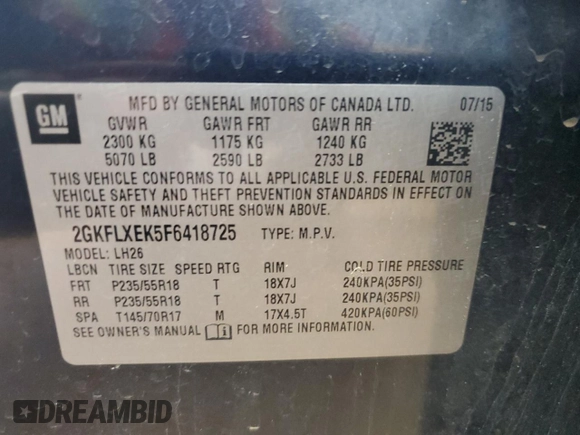 GM
MFD BY GENERAL MOTORS OF CANADA LTD. 07/15
GVWR GAWR FRT GAWR RR
2300 KG 1175 KG 1240 KG
5070 LB 2590 LB 2733 LB
THIS VEHICLE CONFORMS TO ALL APPLICABLE U.S. FEDERAL MOTOR
VEHICLE SAFETY AND THEFT PREVENTION STANDARDS IN EFFECT ON
THE DATE OF MANUFACTURE SHOWN ABOVE.
2GKFLXEK5F6418725 TYPE: M.P.V.
MODEL: LH26
LBCN TIRE SIZE SPEED RTG RIM COLD TIRE PRESSURE
FRT P235/55R18 T 18X7J 240KPA(35PSI)
RR P235/55R18 T 18X7J 240KPA(35PSI)
SPA T145/70R17 M 17X4.5T 420KPA(60PSI)
SEE OWNER'S MANUAL FOR MORE INFORMATION
DREAMBID